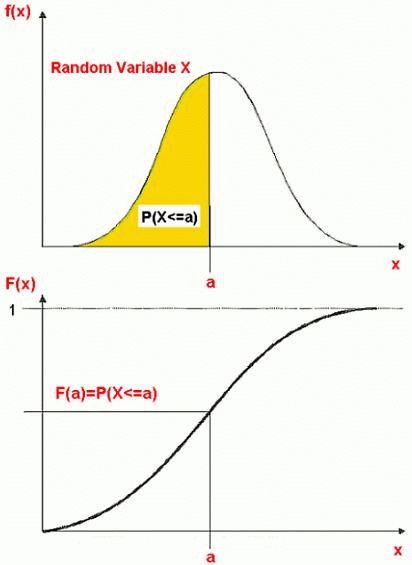 f(x)
Random Variable X
P(X<=a)
x
a
F(x)
1
F(a)=P(X<=a)
a
x